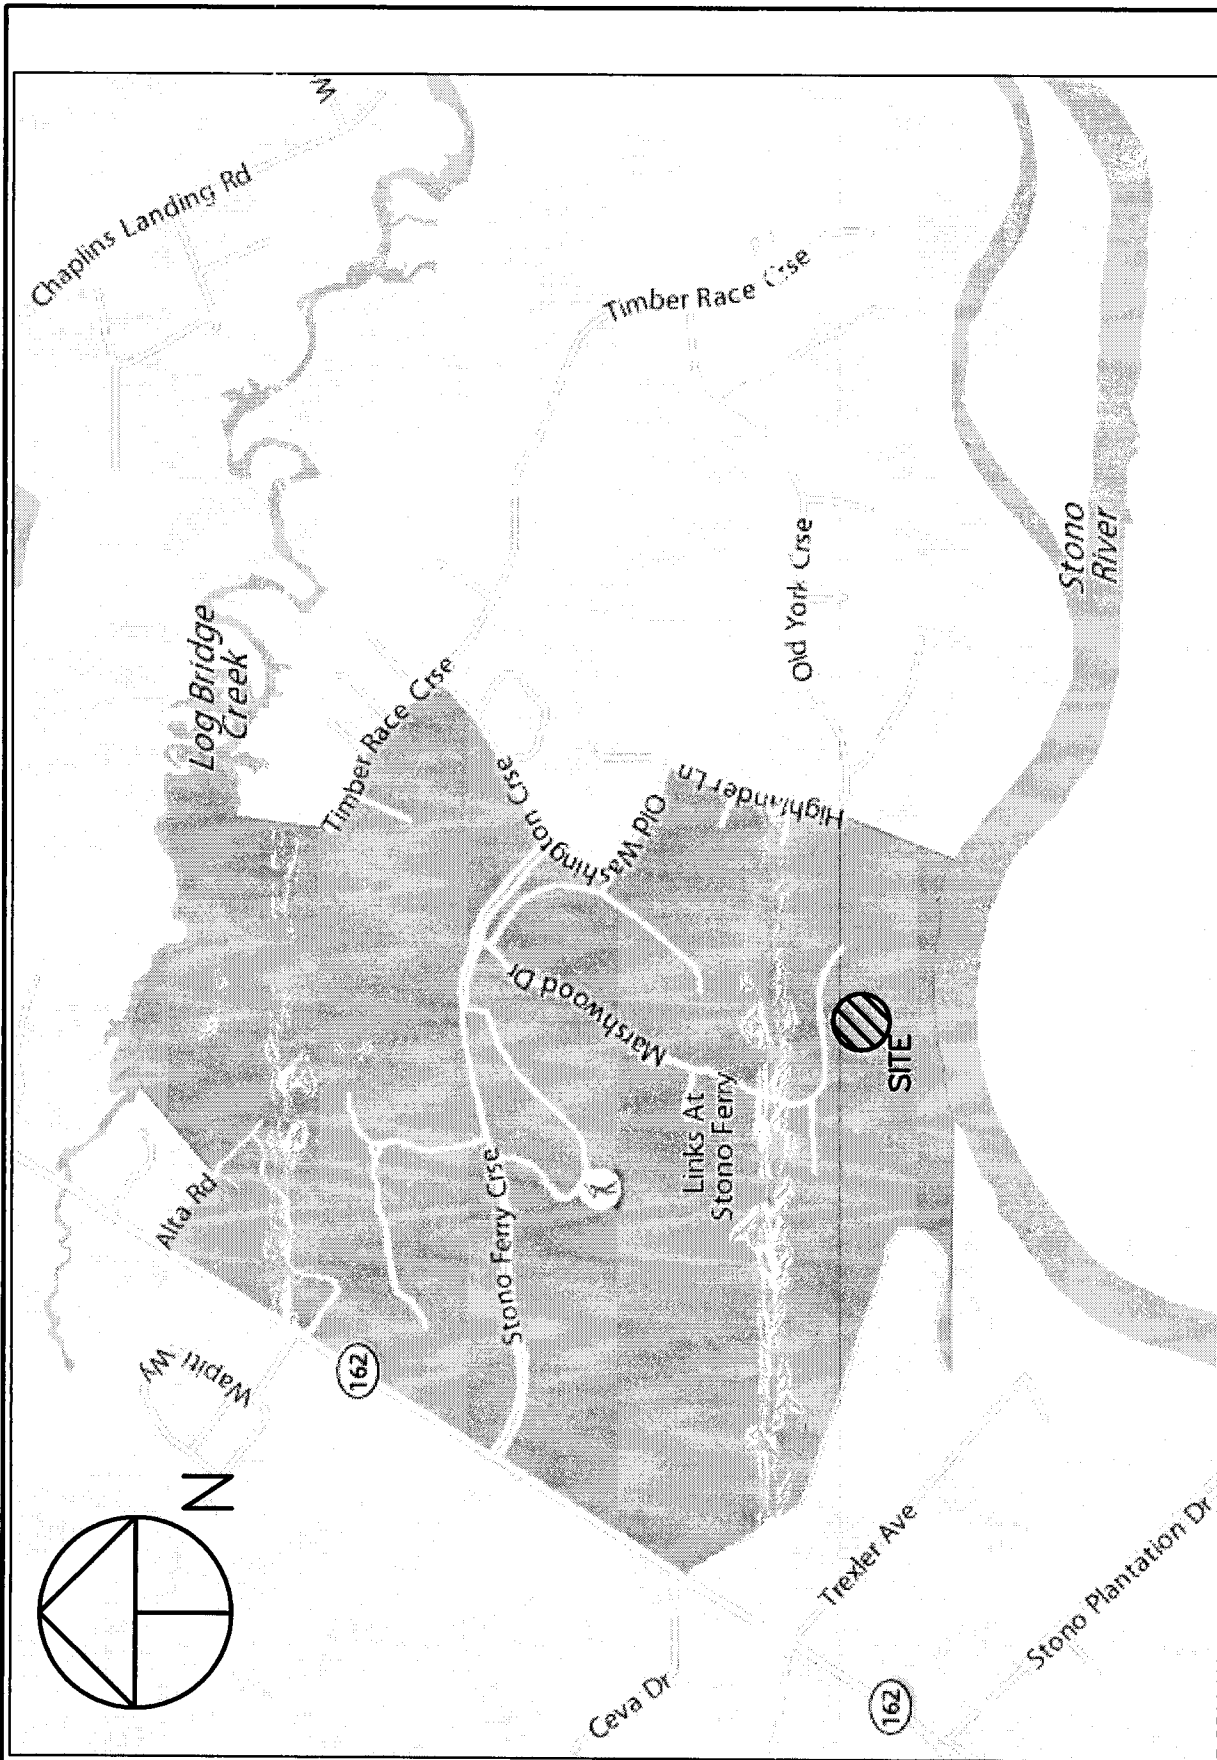 M
Chaplins Landing Rd
Timber Race Crse
Stono
River
Log Bridge
Creek
Old York Crse
Timber Race Crse
Old Washington Crse
Highlander Ln
Marshwood Dr
SITE
Links At
Stono Ferry
Alta Rd
Stono Ferry Crse
Wapiti Wy
162
N
Trexler Ave
Stono Plantation Dr
Ceva Dr
162